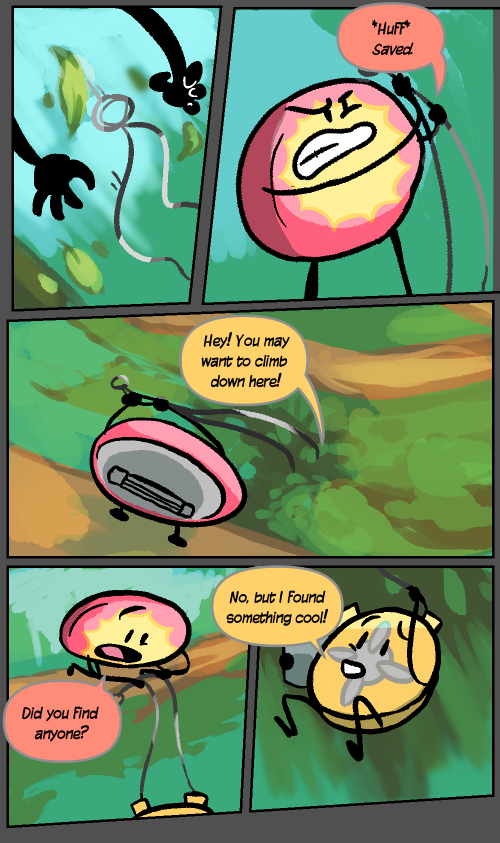 *Huff*
Saved.
Hey! You may
want to climb
down here!
Did you find
anyone?
No, but I found
something cool!